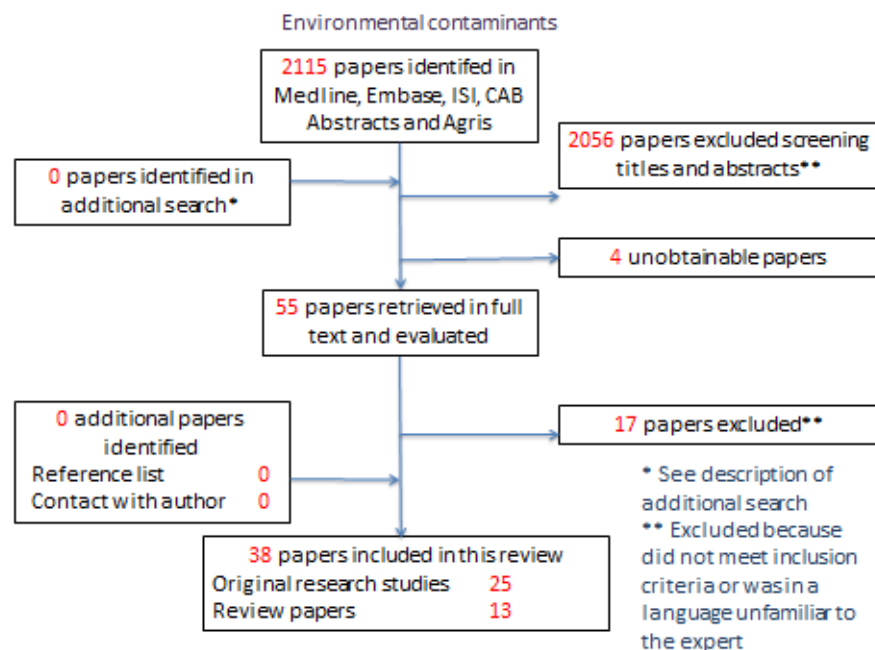 Environmental contaminants
2115 papers identifed in
Medline, Embase, ISI, CAB
Abstracts and Agris
2056 papers excluded screening
titles and abstracts**
0 papers identified in
additional search*
4 unobtainable papers
55 papers retrieved in full
text and evaluated
0 additional papers
identified
Reference list 0
Contact with author 0
17 papers excluded**
* See description of
additional search
** Excluded because
did not meet inclusion
criteria or was in a
language unfamiliar to
the expert
38 papers included in this review
Original research studies 25
Review papers 13